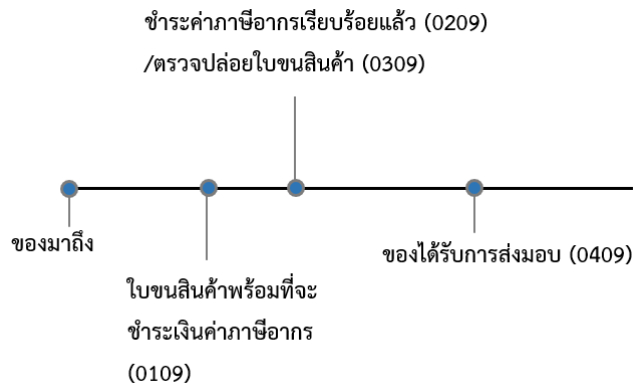 ชำระค่าภาษีอากรเรียบร้อยแล้ว (0209)
/ตรวจปล่อยใบขนสินค้า (0309)
ของมาถึง
ใบขนสินค้าพร้อมที่จะ
ชำระเงินค่าภาษีอากร
(0109)
ของได้รับการส่งมอบ (0409)